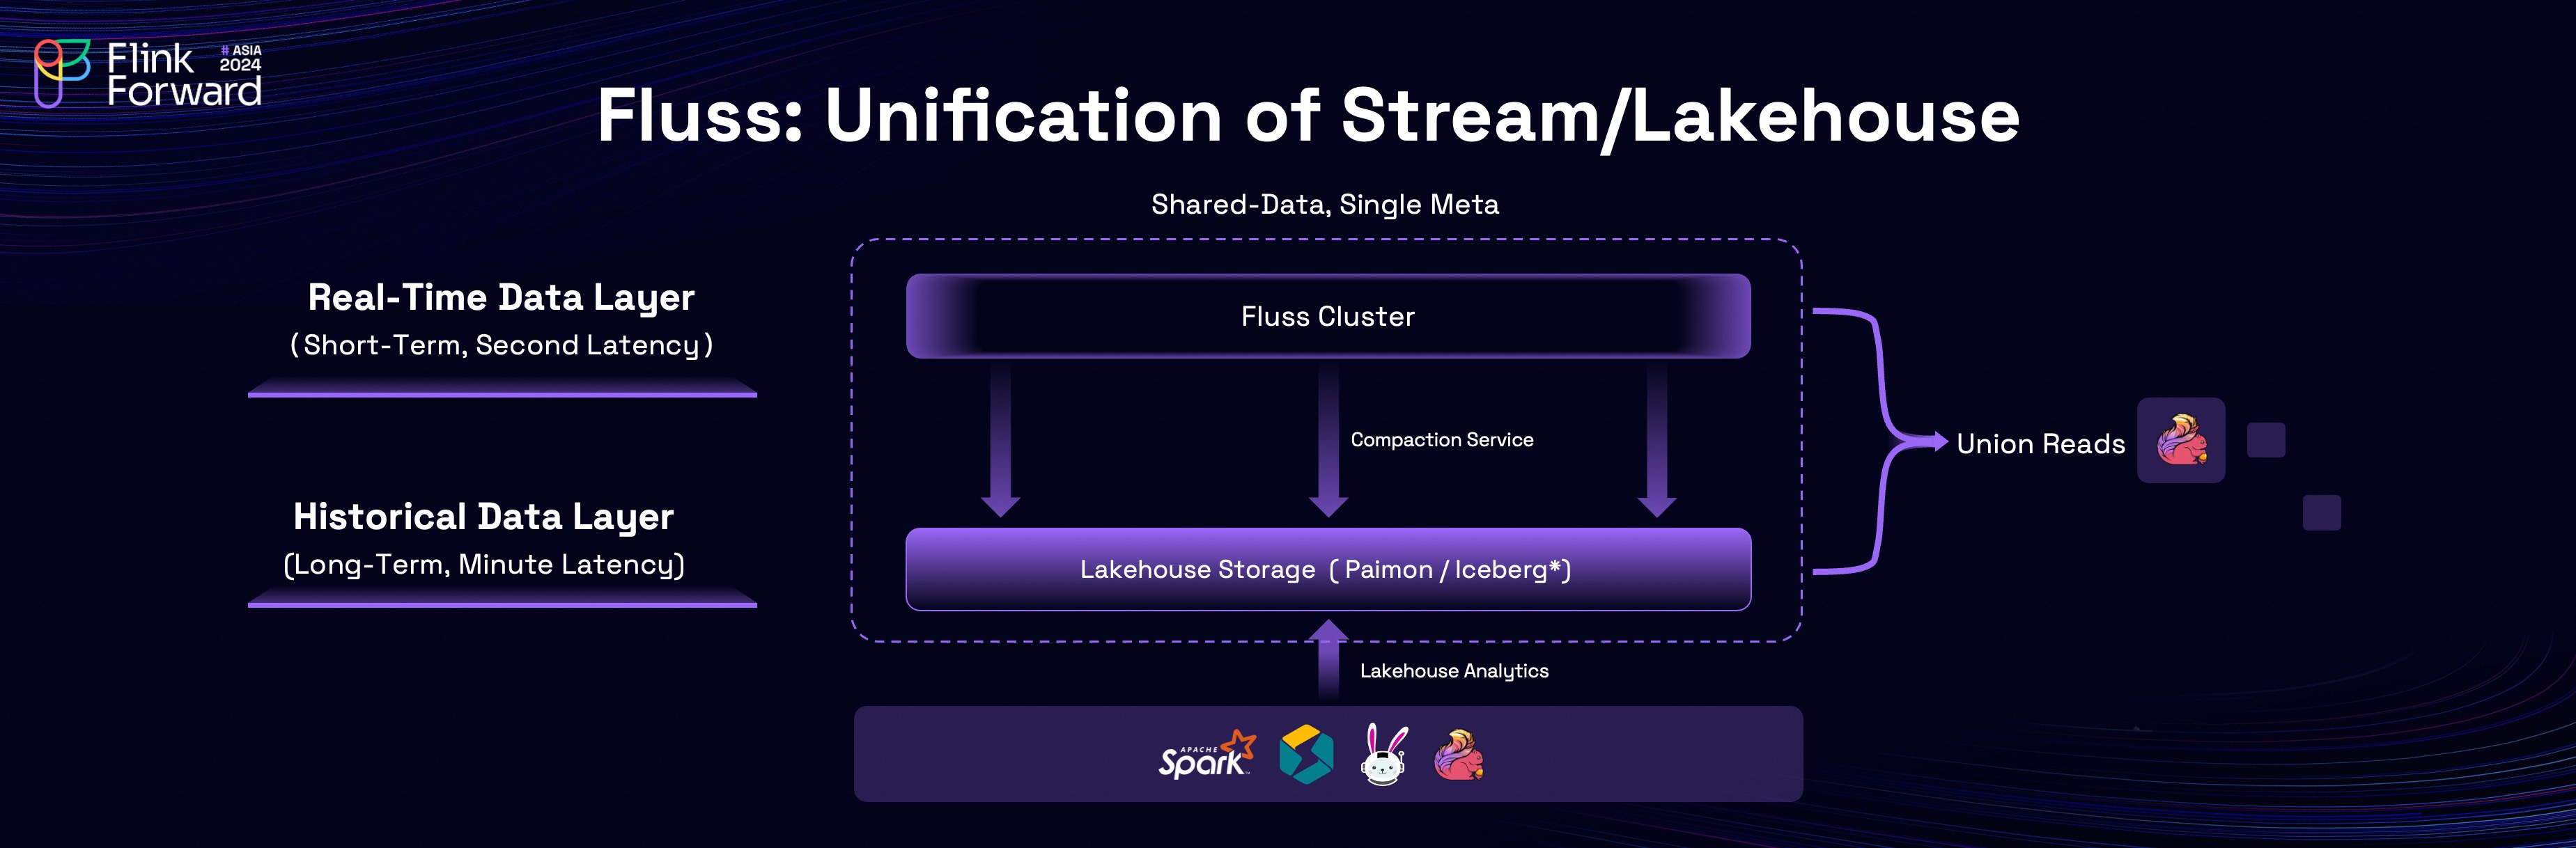 Flink
Forward
# ASIA
2024
Fluss: Unification of Stream/Lakehouse
Shared-Data, Single Meta
Real-Time Data Layer
(Short-Term, Second Latency)
Fluss Cluster
Compaction Service
Union Reads
Historical Data Layer
(Long-Term, Minute Latency)
Lakehouse Storage ( Paimon / Iceberg*)
Lakehouse Analytics
APACHE
Spark™